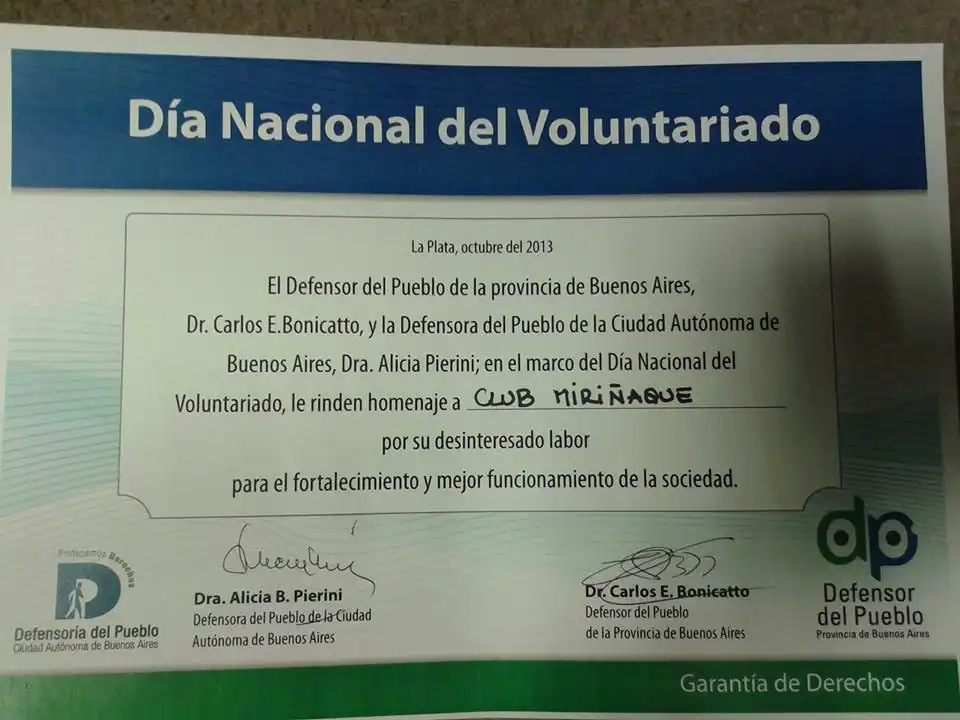 Día Nacional del Voluntariado
La Plata, octubre del 2013
El Defensor del Pueblo de la provincia de Buenos Aires,
Dr. Carlos E.Bonicatto, y la Defensora del Pueblo de la Ciudad Autónoma de
Buenos Aires, Dra. Alicia Pierini; en el marco del Día Nacional del
Voluntariado, le rinden homenaje a CLUB MIRIÑAQUE
por su desinteresado labor
para el fortalecimiento y mejor funcionamiento de la sociedad.
Protegemos Derechos
Defensoría del Pueblo
Ciudad Autónoma de Buenos Aires
Dra. Alicia B. Pierini
Defensora del Pueblo de la Ciudad
Autónoma de Buenos Aires
Dr. Carlos E. Bonicatto
Defensor del Pueblo
de la Provincia de Buenos Aires
dp
Defensor
del Pueblo
Provincia de Buenos Aires
Garantía de Derechos